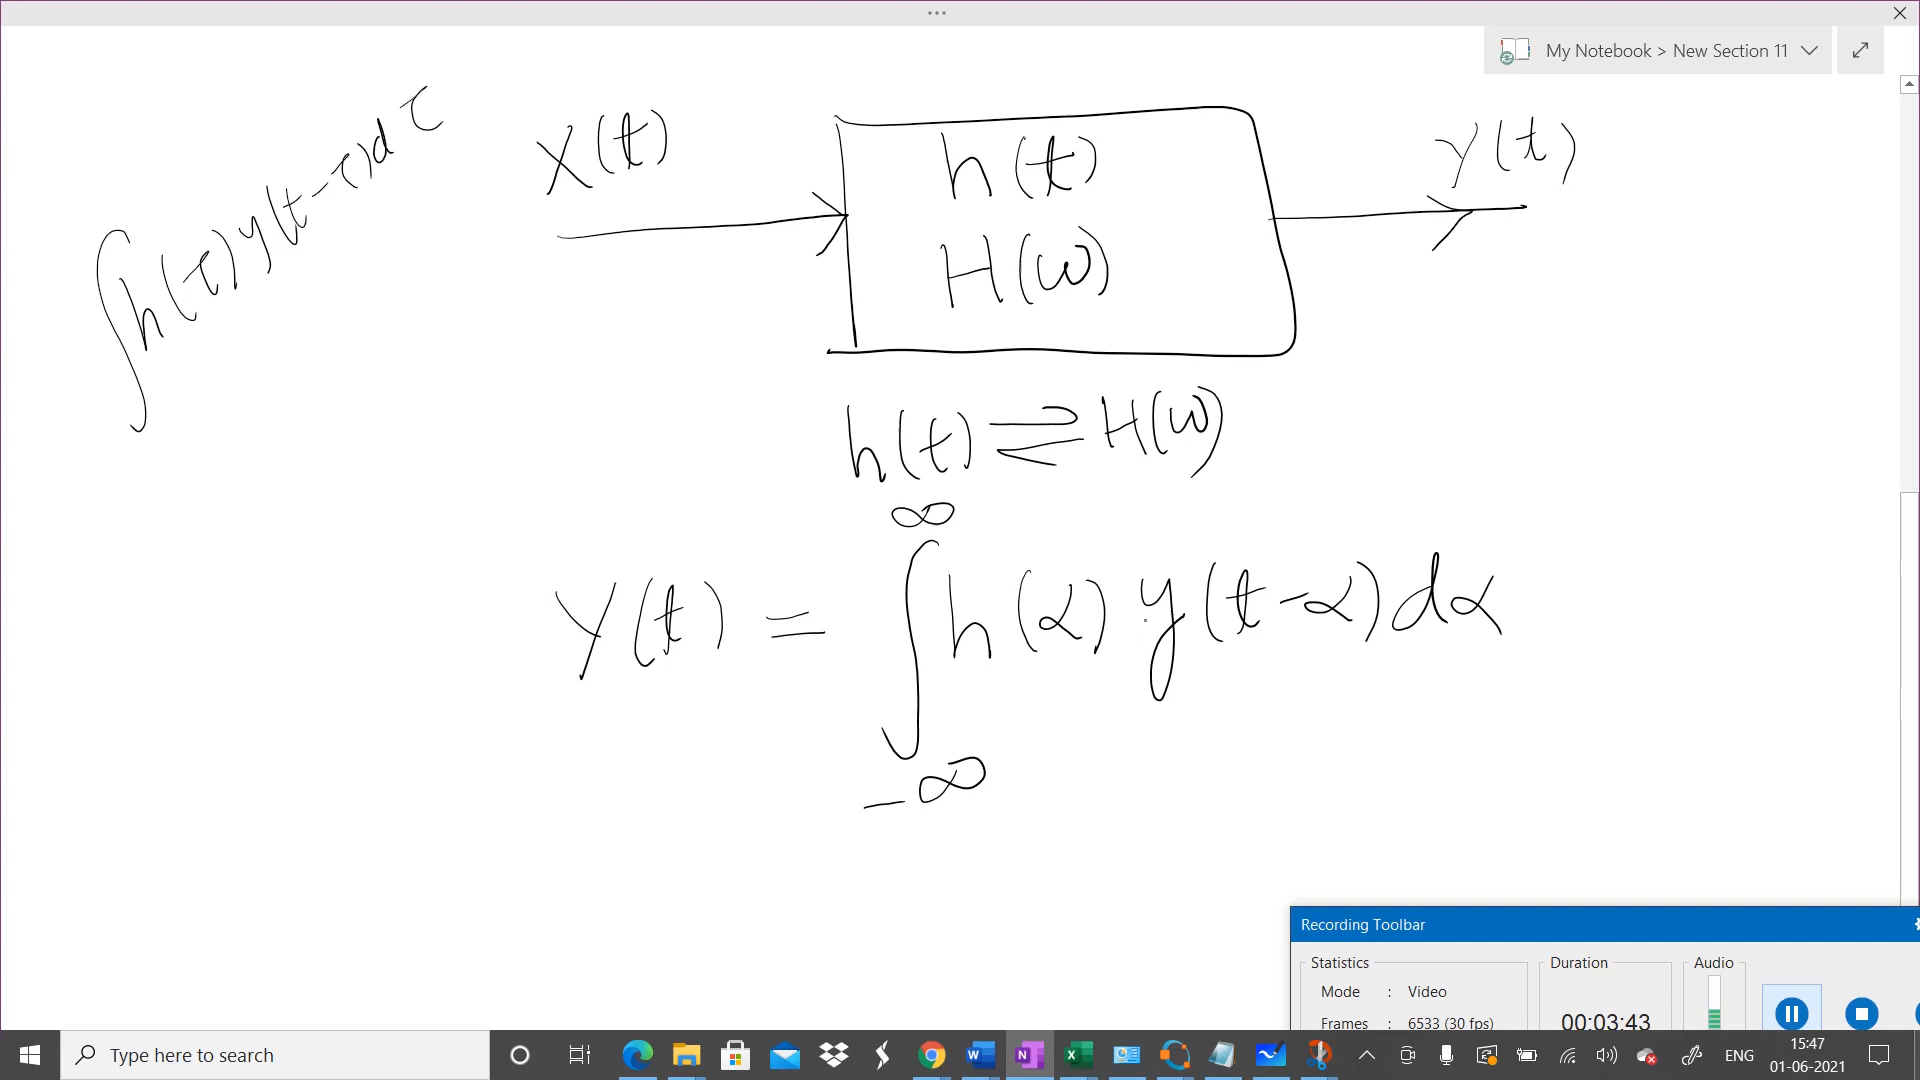 My Notebook > New Section 11
∫h(τ)y(t-τ)dτ
X(t)
h(t)
H(ω)
Y(t)
h(t) ⇌ H(ω)
∞
Y(t) = ∫ h(α) y(t-α) dα
-∞
Recording Toolbar
Statistics
Duration
Audio
Mode : Video
Frames : 6533 (30 fps)
00:03:43
Type here to search
ENG
15:47
01-06-2021